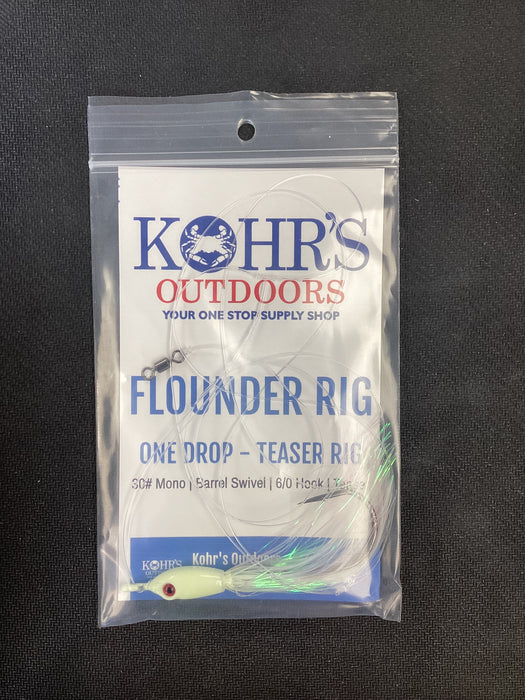 KOHR'S
OUTDOORS
YOUR ONE STOP SUPPLY SHOP
FLOUNDER RIG
ONE DROP - TEASER RIG
30# Mono | Barrel Swivel | 6/0 Hook |
KOHR'S
Kohr's Outdoors